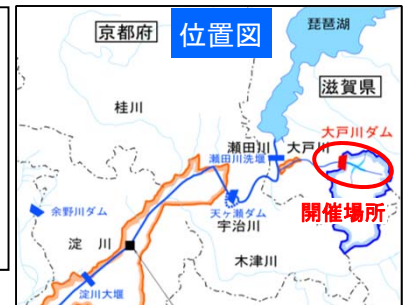 位置図
京都府
琵琶湖
滋賀県
桂川
大戸川ダム
瀬田川
大戸川
瀬田川洗堰
開催場所
天ヶ瀬ダム
余野川ダム
宇治川
淀川
木津川
淀川大堰